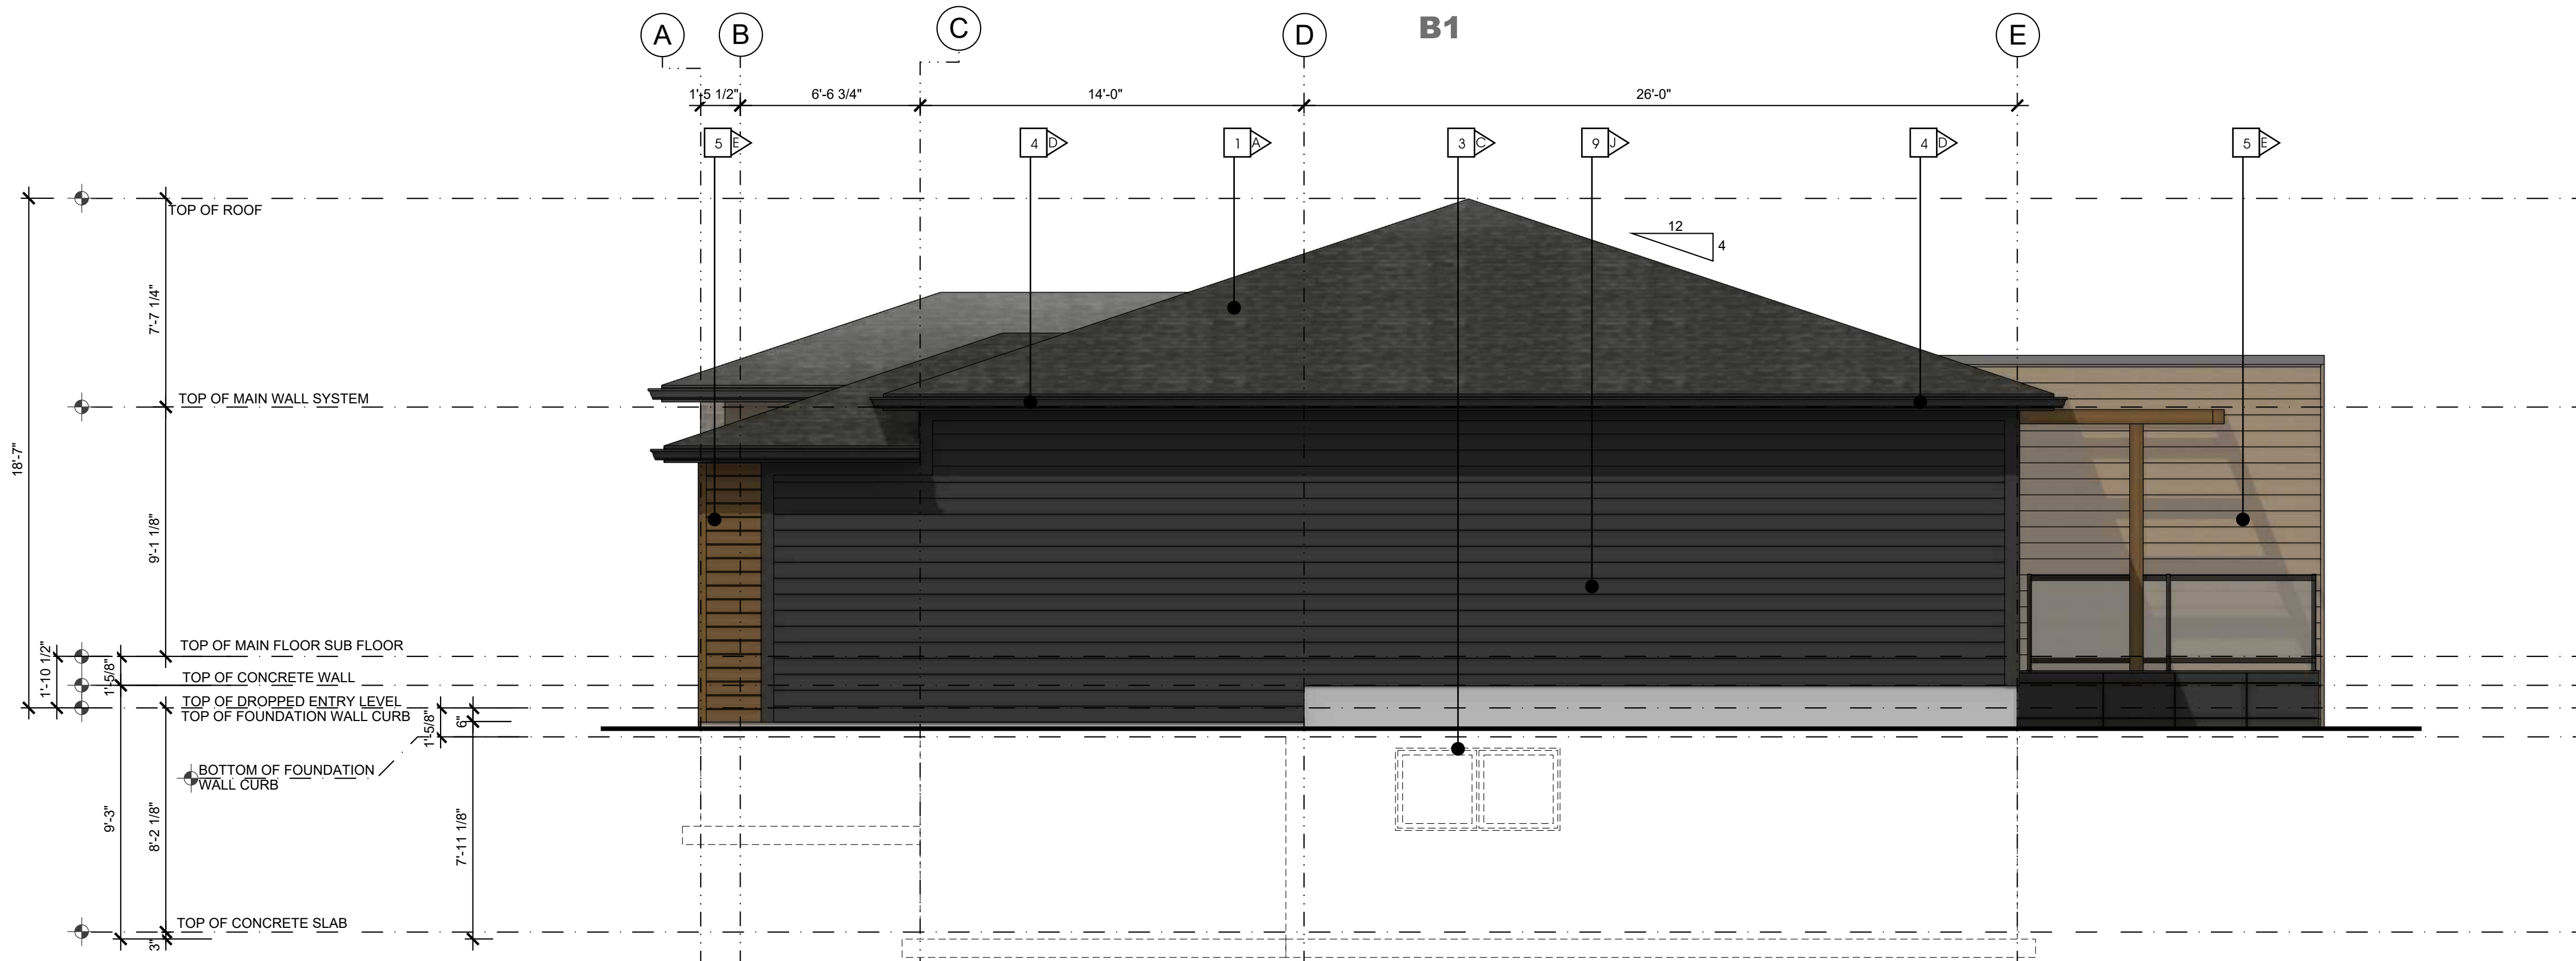 A B C D B1 E
1'-5 1/2" 6'-6 3/4" 14'-0" 26'-0"
5 E 4 D 1 A 3 C 9 J 4 D 5 E
TOP OF ROOF
12
4
7'-7 1/4"
TOP OF MAIN WALL SYSTEM
18'-7"
9'-1 1/8"
TOP OF MAIN FLOOR SUB FLOOR
1'-10 1/2"
1'-5/8"
TOP OF CONCRETE WALL
TOP OF DROPPED ENTRY LEVEL
TOP OF FOUNDATION WALL CURB
1'-5/8"
6"
BOTTOM OF FOUNDATION
WALL CURB
9'-3"
8'-2 1/8"
7'-11 1/8"
TOP OF CONCRETE SLAB
3"